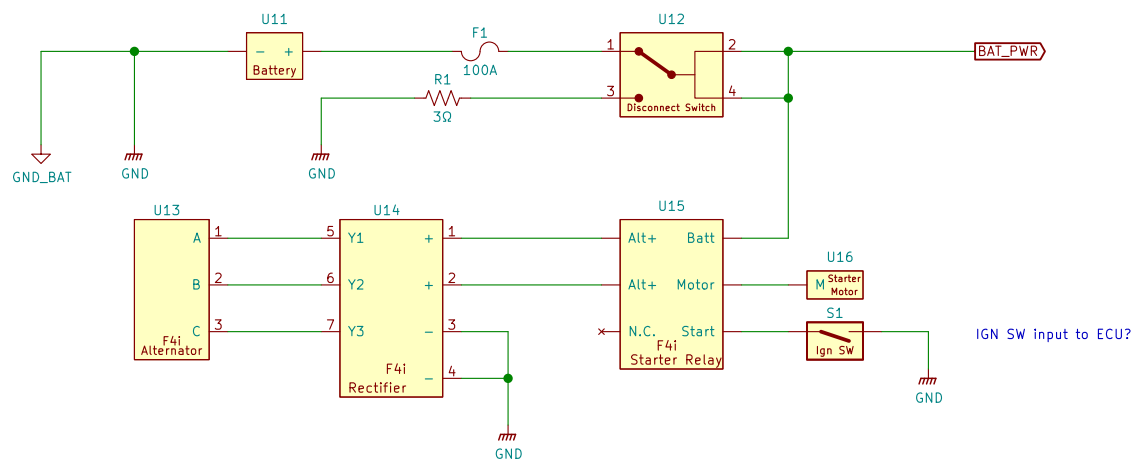 U11
F1
U12
− +
Battery
100A
1
2
BAT_PWR
R1
3Ω
3
4
Disconnect Switch
GND_BAT
GND
GND
U13
U14
U15
A 1
5 Y1
+ 1
Alt+
Batt
U16
B 2
6 Y2
+ 2
Alt+
Motor
M Starter
Motor
C 3
7 Y3
− 3
N.C.
Start
S1
Ign SW
IGN SW input to ECU?
F4i
Alternator
F4i
Rectifier
− 4
F4i
Starter Relay
GND
GND